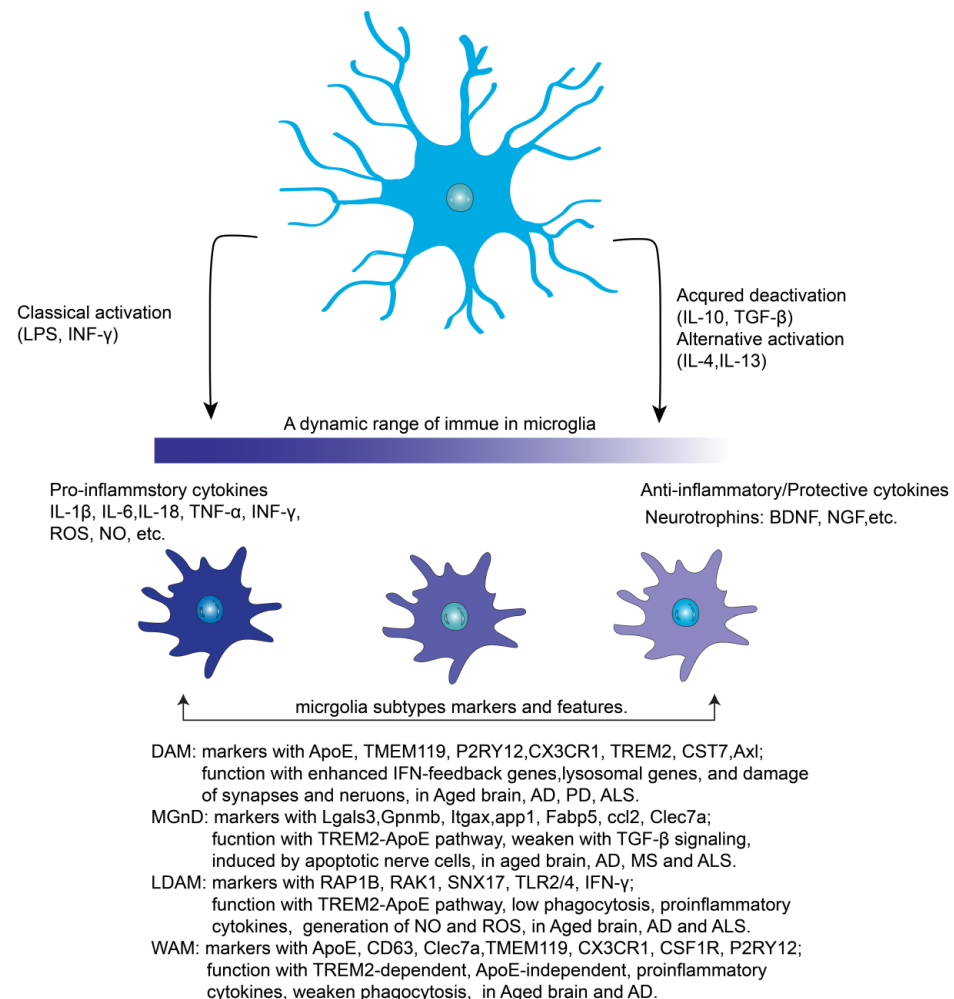 Classical activation
(LPS, INF-γ)
Acqured deactivation
(IL-10, TGF-β)
Alternative activation
(IL-4,IL-13)
A dynamic range of immue in microglia
Pro-inflammstory cytokines
IL-1β, IL-6,IL-18, TNF-α, INF-γ,
ROS, NO, etc.
Anti-inflammatory/Protective cytokines
Neurotrophins: BDNF, NGF,etc.
micrgolia subtypes markers and features.
DAM: markers with ApoE, TMEM119, P2RY12,CX3CR1, TREM2, CST7,Axl;
function with enhanced IFN-feedback genes,lysosomal genes, and damage
of synapses and neruons, in Aged brain, AD, PD, ALS.
MGnD: markers with Lgals3,Gpnmb, Itgax,app1, Fabp5, ccl2, Clec7a;
fucntion with TREM2-ApoE pathway, weaken with TGF-β signaling,
induced by apoptotic nerve cells, in aged brain, AD, MS and ALS.
LDAM: markers with RAP1B, RAK1, SNX17, TLR2/4, IFN-γ;
function with TREM2-ApoE pathway, low phagocytosis, proinflammatory
cytokines, generation of NO and ROS, in Aged brain, AD and ALS.
WAM: markers with ApoE, CD63, Clec7a,TMEM119, CX3CR1, CSF1R, P2RY12;
function with TREM2-dependent, ApoE-independent, proinflammatory
cytokines, weaken phagocytosis, in Aged brain and AD.